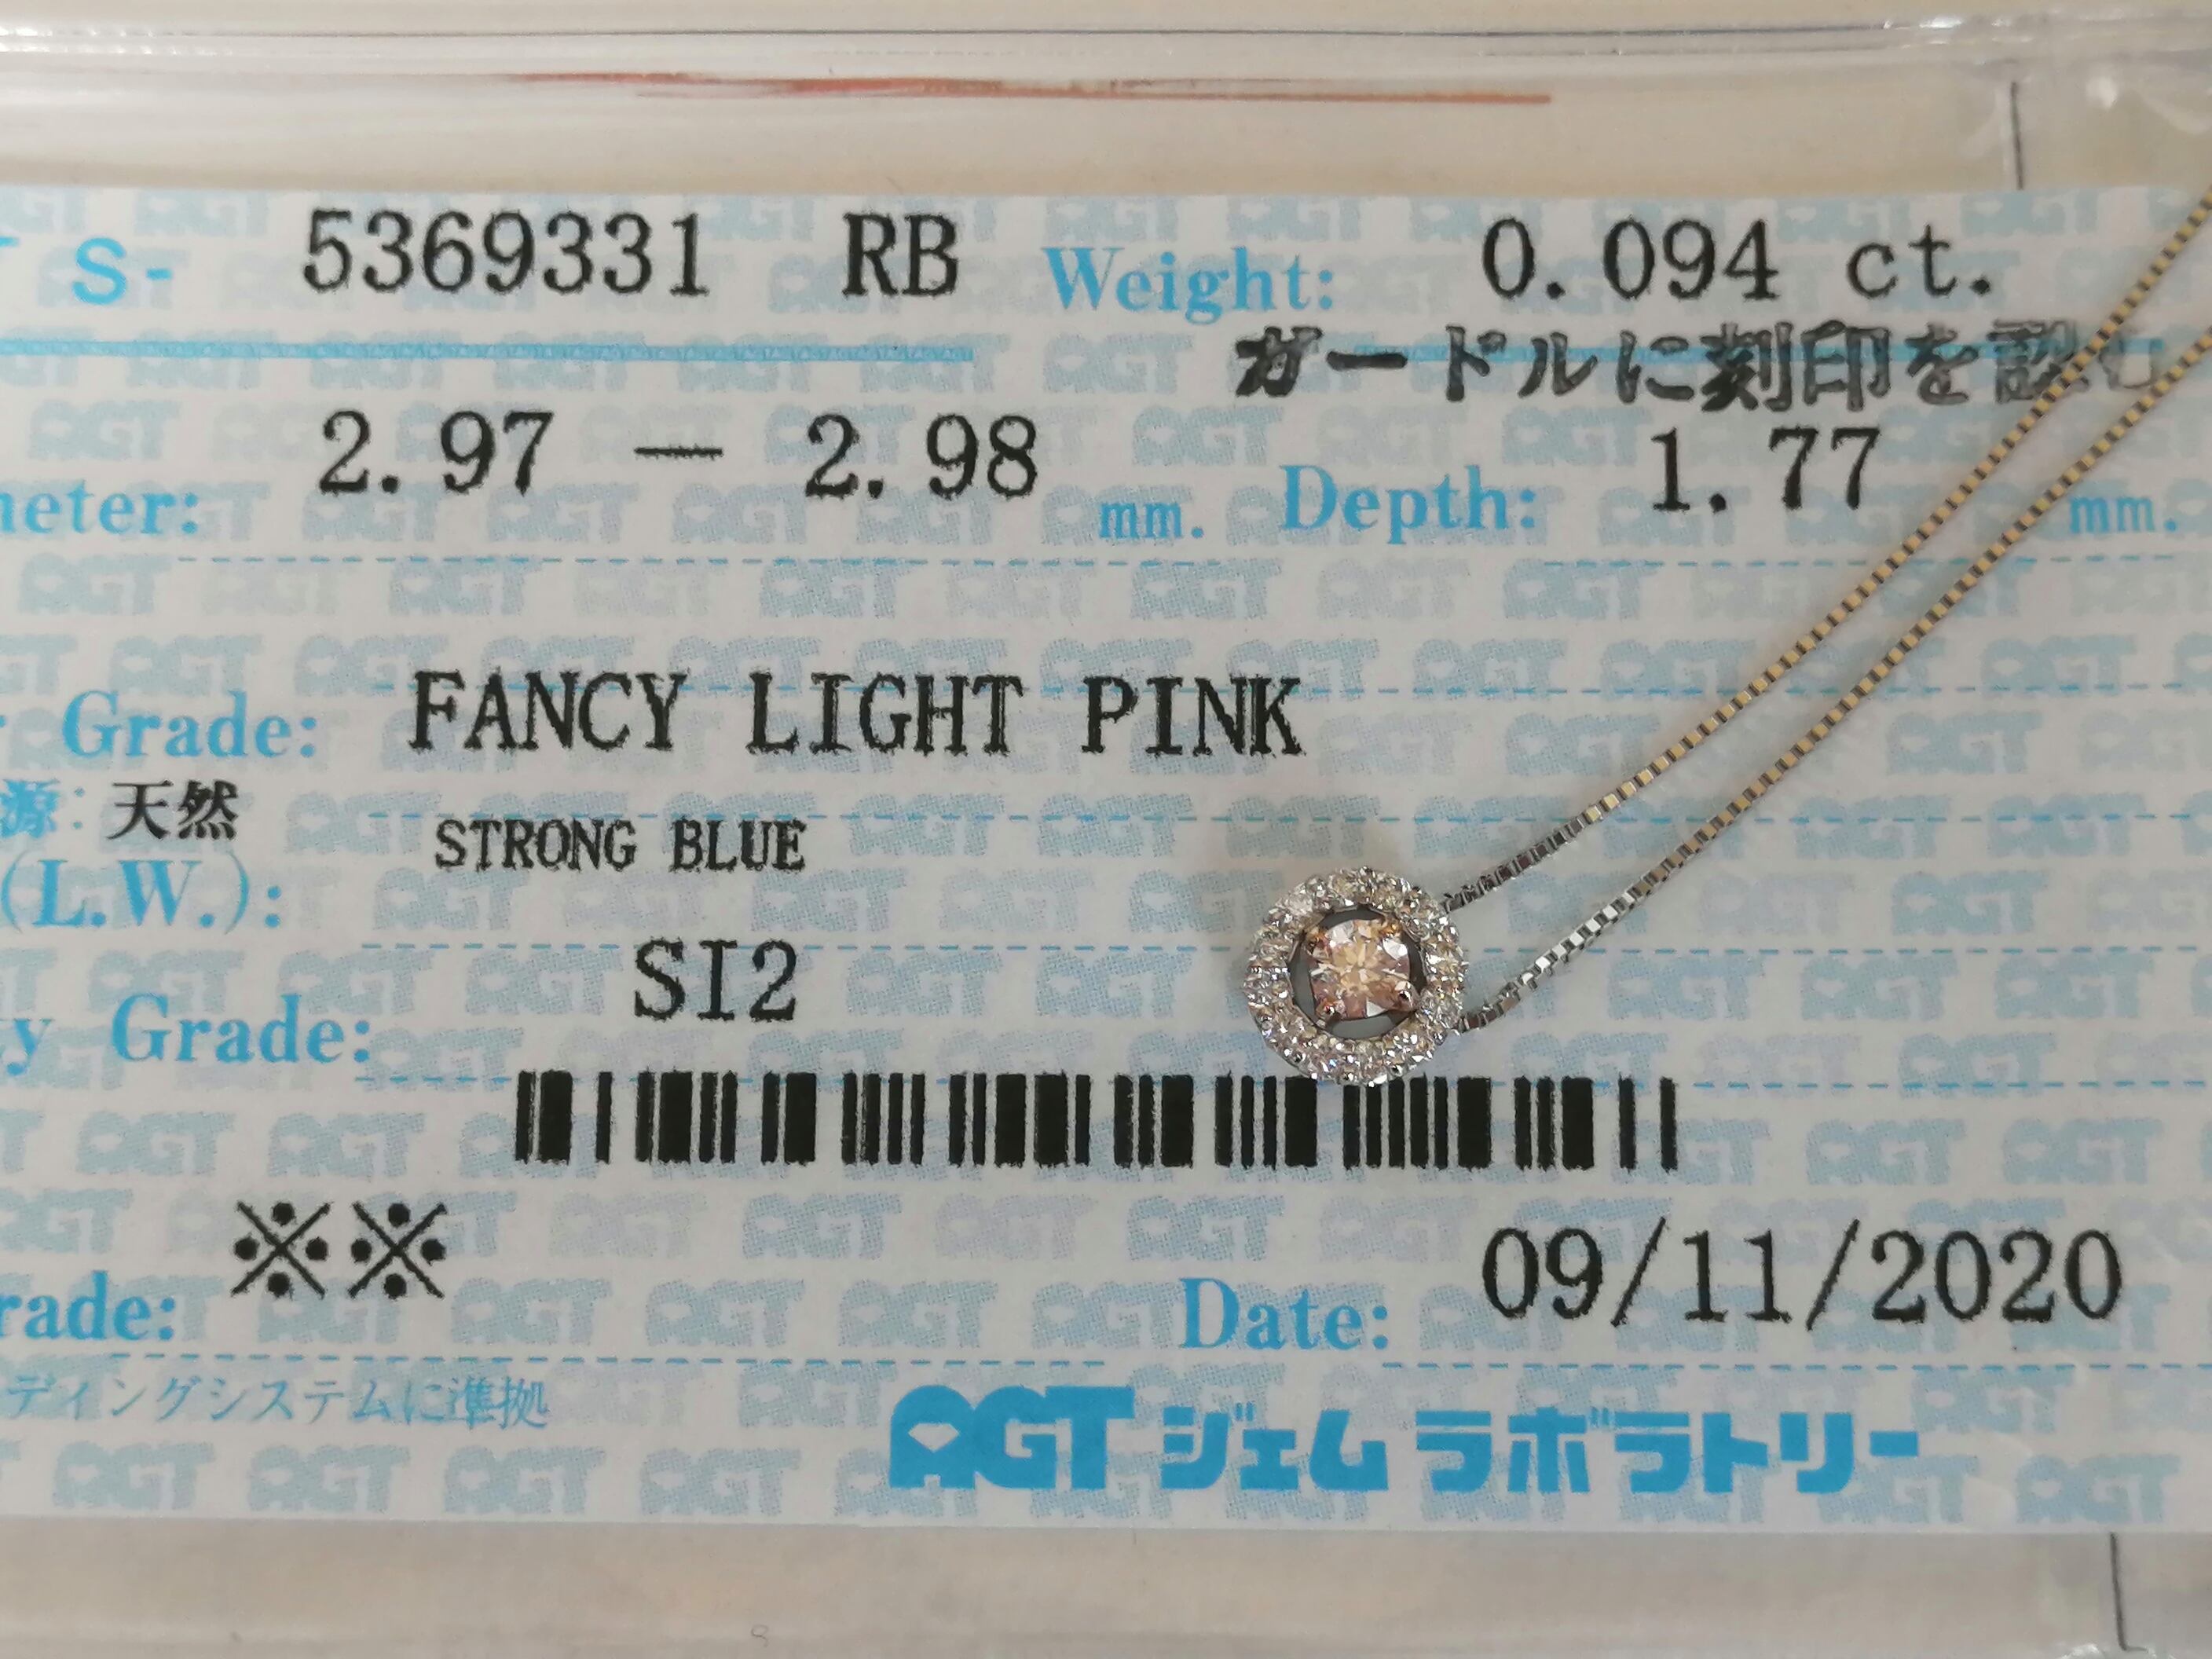 S- 5369331 RB Weight: 0.094 ct.
ガードルに刻印を認む
meter: 2.97 — 2.98 mm. Depth: 1.77 mm.
Grade: FANCY LIGHT PINK
源: 天然
STRONG BLUE
(L.W.):
y Grade: SI2
rade: ※※ Date: 09/11/2020
ディングシステムに準拠
AGT ジェムラボラトリー